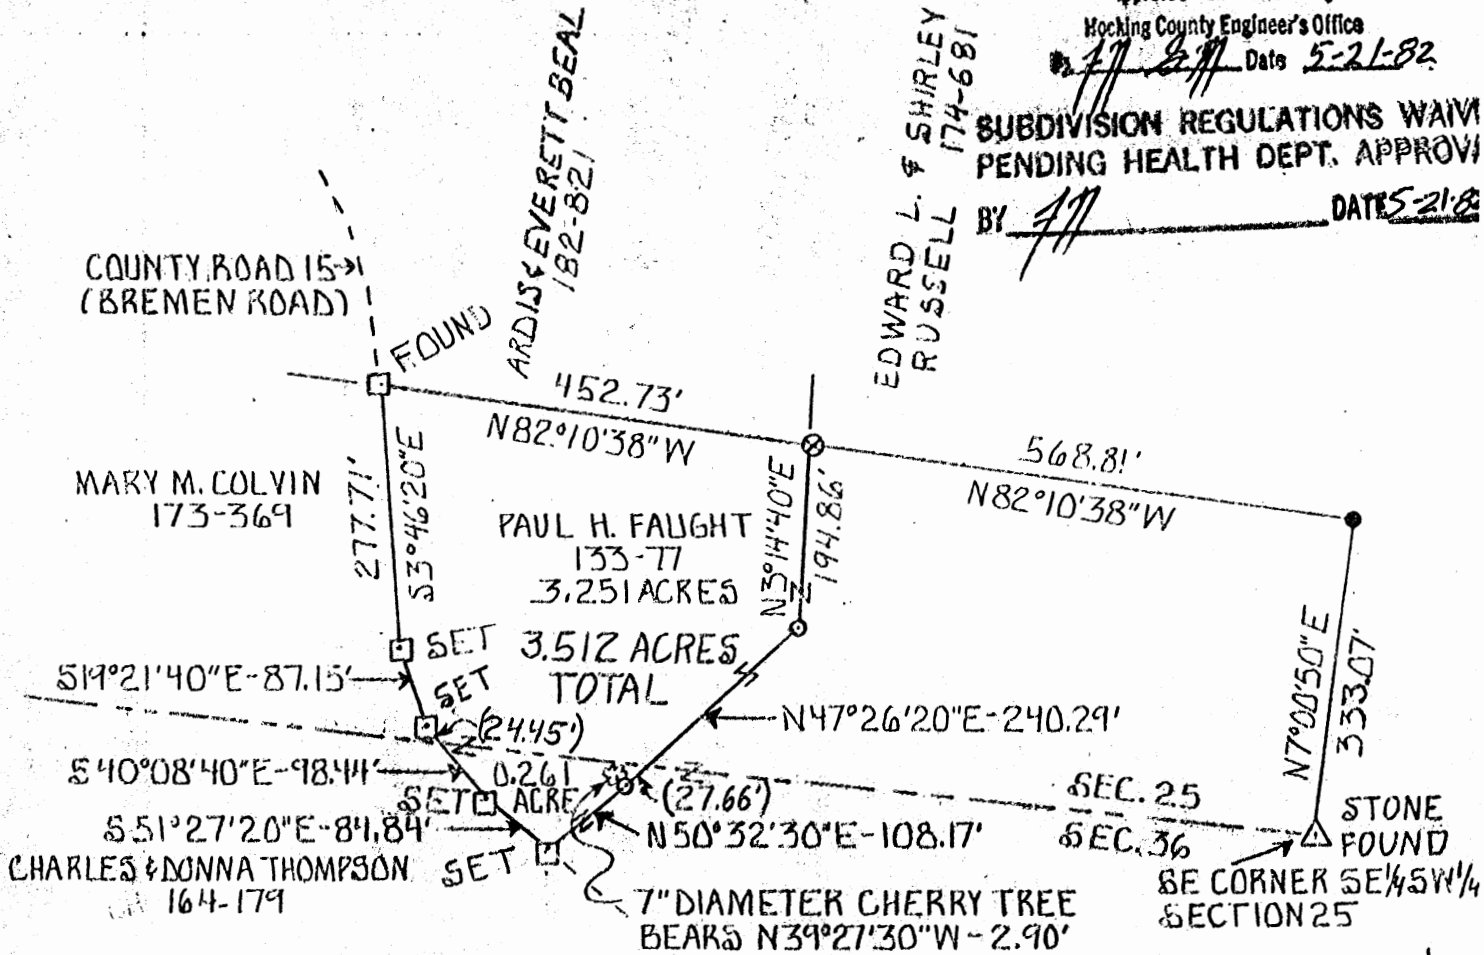 Hocking County Engineer's Office
Date 5-21-82
SUBDIVISION REGULATIONS
PENDING HEALTH DEPT.
BY DATE
ARDIS & EVERETT BEAL
182-821
EDWARD L. & SHIRLEY
RUSSELL 174-681
COUNTY ROAD 15
(BREMEN ROAD)
FOUND
452.73'
N82°10'38"W
568.81'
N82°10'38"W
MARY M. COLVIN
173-369
277.71'
S3°46'20"E
PAUL H. FAUGHT
133-77
3.251 ACRES
N3°14'40"E
194.86'
SET
3.512 ACRES
TOTAL
S19°21'40"E-87.15'
SET
(24.45')
N47°26'20"E-240.29'
N7°00'50"E
333.07'
S40°08'40"E-98.44'
0.261
ACRE
SET
(27.66')
SEC. 25
SEC. 36
STONE
FOUND
S51°27'20"E-84.84'
N50°32'30"E-108.17'
CHARLES & DONNA THOMPSON
164-179
SET
SE CORNER SE¼SW¼
SECTION 25
7" DIAMETER CHERRY TREE
BEARS N39°27'30"W-2.90'